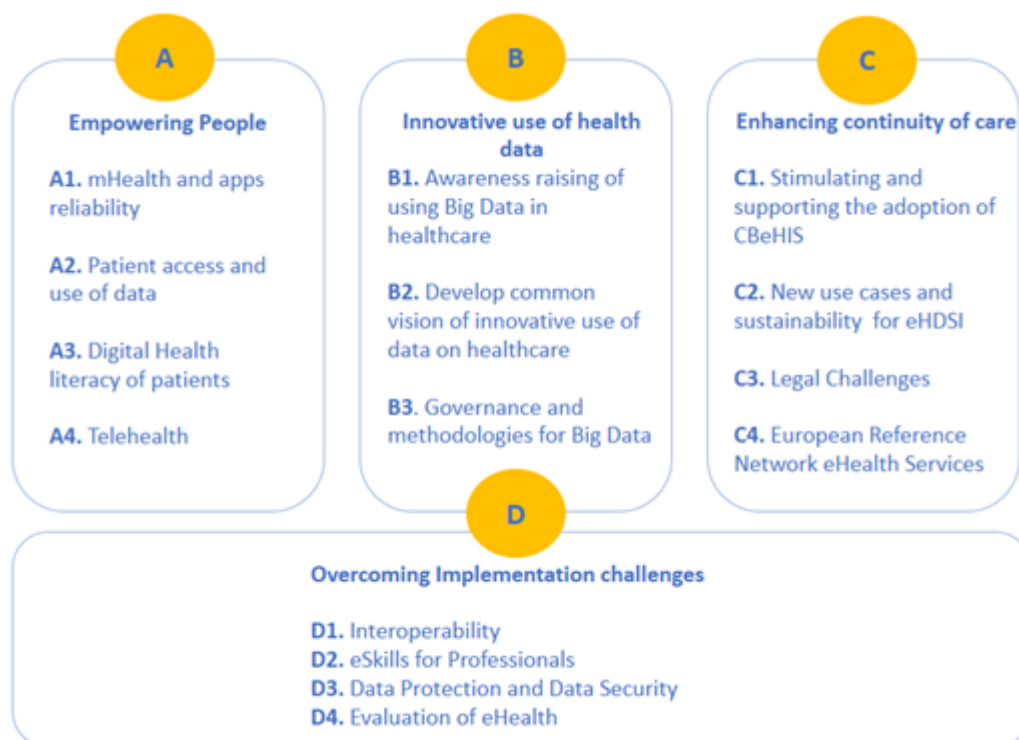 A
Empowering People
A1. mHealth and apps
reliability
A2. Patient access and
use of data
A3. Digital Health
literacy of patients
A4. Telehealth
B
Innovative use of health
data
B1. Awareness raising of
using Big Data in
healthcare
B2. Develop common
vision of innovative use of
data on healthcare
B3. Governance and
methodologies for Big Data
C
Enhancing continuity of care
C1. Stimulating and
supporting the adoption of
CBeHIS
C2. New use cases and
sustainability for eHDSI
C3. Legal Challenges
C4. European Reference
Network eHealth Services
D
Overcoming Implementation challenges
D1. Interoperability
D2. eSkills for Professionals
D3. Data Protection and Data Security
D4. Evaluation of eHealth